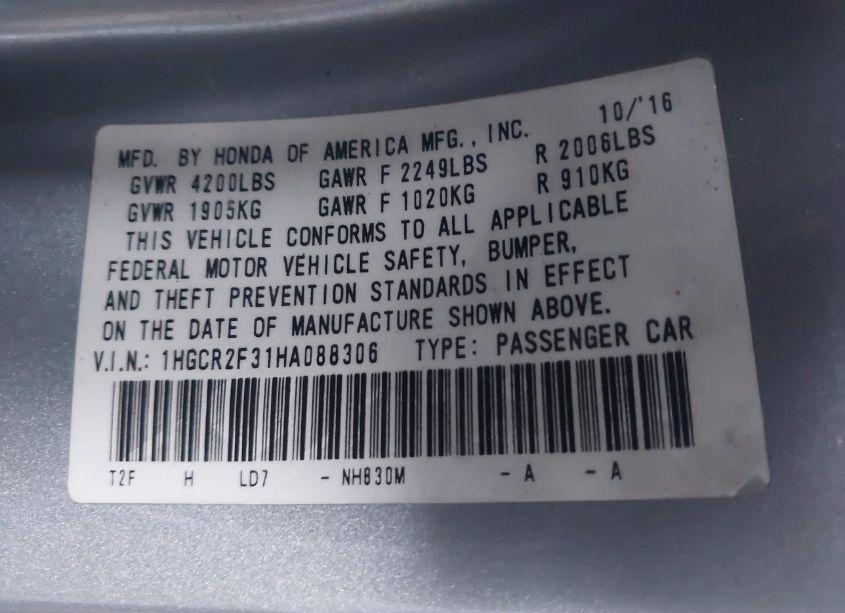 10/'16
MFD. BY HONDA OF AMERICA MFG., INC.
GVWR 4200LBS GAWR F 2249LBS R 2006LBS
GVWR 1905KG GAWR F 1020KG R 910KG
THIS VEHICLE CONFORMS TO ALL APPLICABLE
FEDERAL MOTOR VEHICLE SAFETY, BUMPER,
AND THEFT PREVENTION STANDARDS IN EFFECT
ON THE DATE OF MANUFACTURE SHOWN ABOVE.
V.I.N.: 1HGCR2F31HA088306 TYPE: PASSENGER CAR
T2F H LD7 - NH830M - A - A